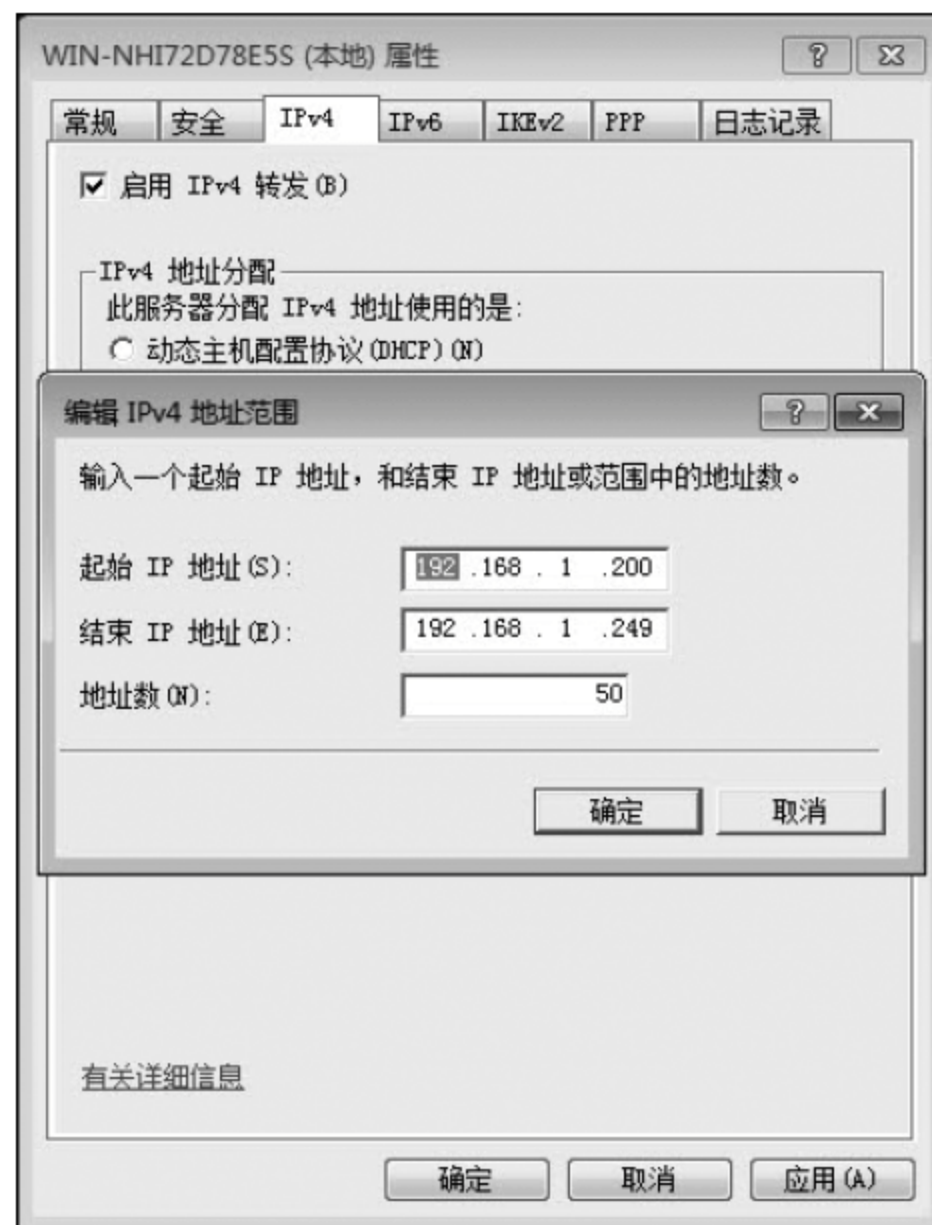 WIN-NHI72D78E5S (本地) 属性
常规 安全 IPv4 IPv6 IKEv2 PPP 日志记录
启用 IPv4 转发(B)
IPv4 地址分配
此服务器分配 IPv4 地址使用的是:
动态主机配置协议(DHCP)(N)
编辑 IPv4 地址范围
输入一个起始 IP 地址，和结束 IP 地址或范围中的地址数。
起始 IP 地址(S): 192 .168 . 1 .200
结束 IP 地址(E): 192 .168 . 1 .249
地址数(N): 50
确定 取消
有关详细信息
确定 取消 应用(A)